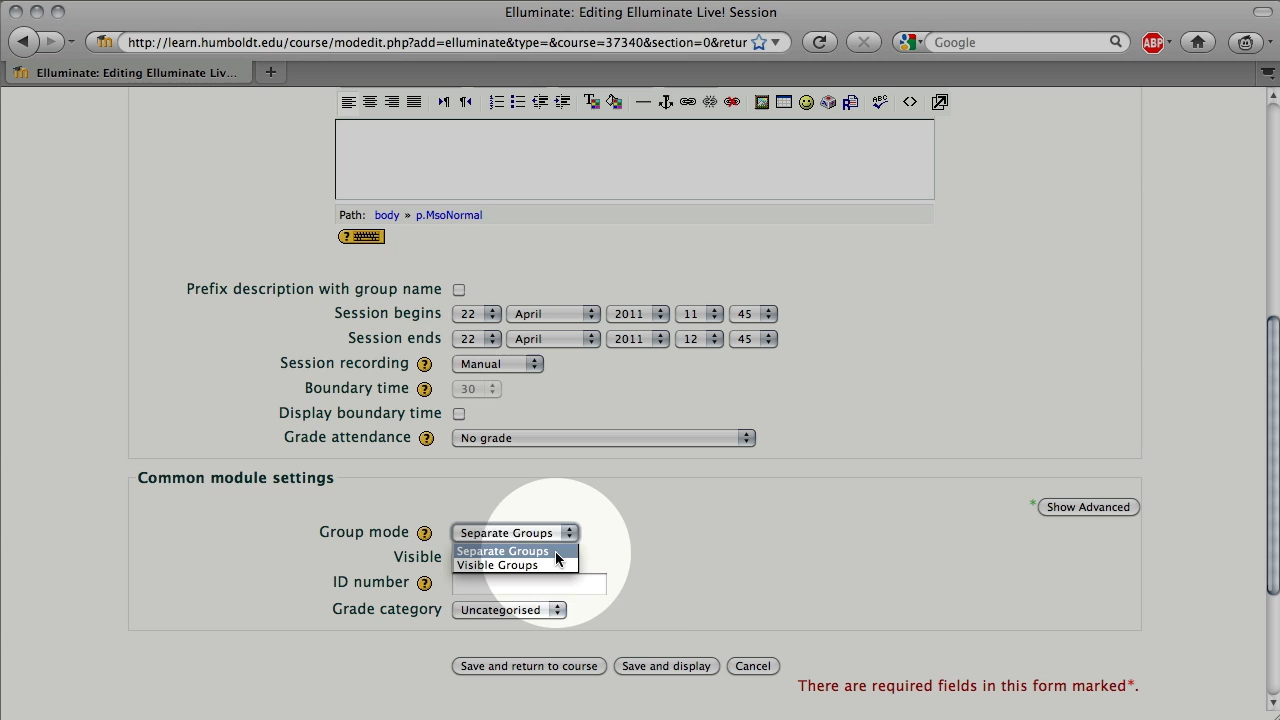 Elluminate: Editing Elluminate Live! Session
http://learn.humboldt.edu/course/modedit.php?add=elluminate&type=&course=37340&section=0&retur
Google
ABP
Elluminate: Editing Elluminate Liv...
Path: body » p.MsoNormal
Prefix description with group name
Session begins 22 April 2011 11 45
Session ends 22 April 2011 12 45
Session recording ? Manual
Boundary time ? 30
Display boundary time
Grade attendance ? No grade
Common module settings
* Show Advanced
Group mode ? Separate Groups
Separate Groups
Visible
Visible Groups
ID number ?
Grade category Uncategorised
Save and return to course Save and display Cancel
There are required fields in this form marked*.